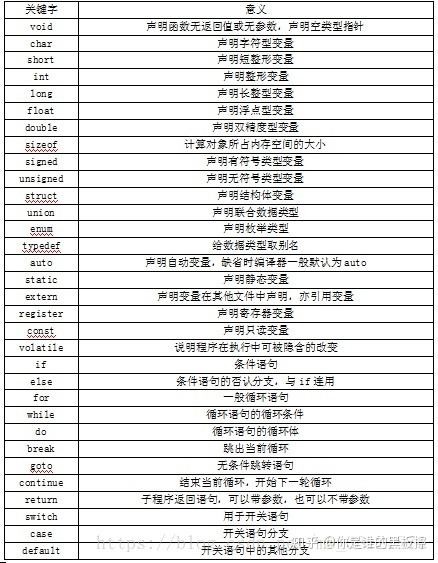 关键字 意义
void 声明函数无返回值或无参数，声明空类型指针
char 声明字符型变量
short 声明短整形变量
int 声明整形变量
long 声明长整型变量
float 声明浮点型变量
double 声明双精度型变量
sizeof 计算对象所占内存空间的大小
signed 声明有符号类型变量
unsigned 声明无符号类型变量
struct 声明结构体变量
union 声明联合数据类型
enum 声明枚举类型
typedef 给数据类型取别名
auto 声明自动变量，缺省时编译器一般默认为auto
static 声明静态变量
extern 声明变量在其他文件中声明，亦引用变量
register 声明寄存器变量
const 声明只读变量
volatile 说明程序在执行中可被隐含的改变
if 条件语句
else 条件语句的否认分支，与if连用
for 一般循环语句
while 循环语句的循环条件
do 循环语句的循环体
break 跳出当前循环
goto 无条件跳转语句
continue 结束当前循环，开始下一轮循环
return 子程序返回语句，可以带参数，也可以不带参数
switch 用于开关语句
case 开关语句分支
default 开关语句中的其他分支
知乎 @你是锤的黑板擦